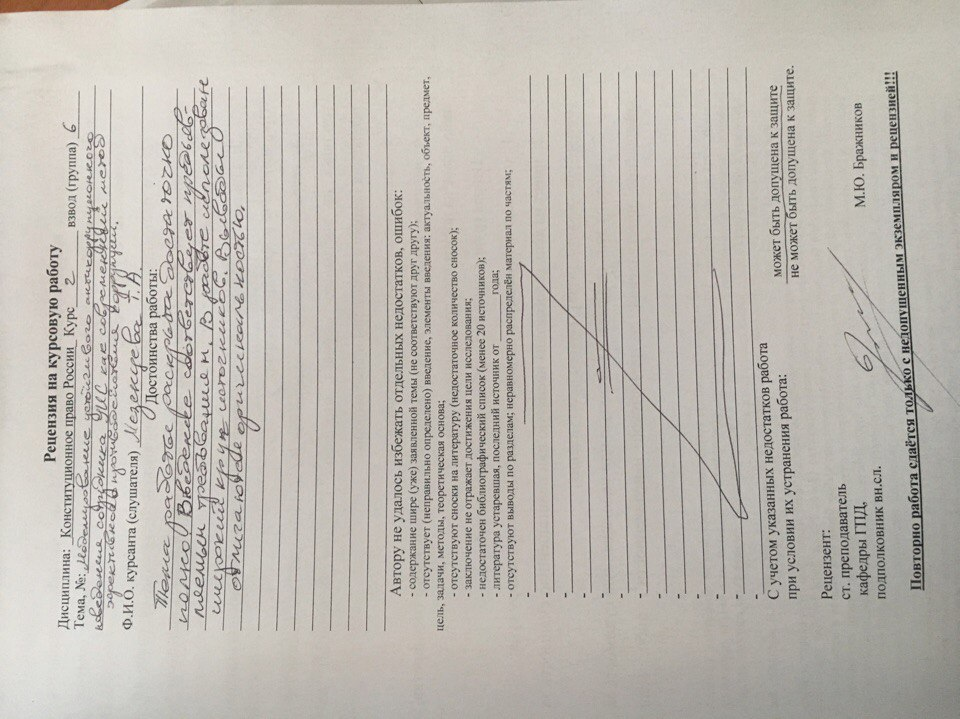 Рецензия на курсовую работу
Дисциплина: Конституционное право России Курс 2 взвод (группа) 6
Тема, №: Моделирование устойчивого антикоррупционного
поведения сотрудника УИС как современный метод
эффективного противодействия коррупции.
Ф.И.О. курсанта (слушателя) Т.А
Достоинства работы:
Тема работы раскрыта достаточно
полно. Введение соответствует предъяв-
ляемым требованиям. В работе использован
широкий круг источников. Выводы
отличаются оригинальностью.
Автору не удалось избежать отдельных недостатков, ошибок:
- содержание шире (уже) заявленной темы (не соответствуют друг другу);
- отсутствует (неправильно определено) введение, элементы введения: актуальность, объект, предмет,
цель, задачи, методы, теоретическая основа;
- отсутствуют сноски на литературу (недостаточное количество сносок);
- заключение не отражает достижения цели исследования;
- недостаточен библиографический список (менее 20 источников);
- литература устаревшая, последний источник от года;
- отсутствуют выводы по разделам; неравномерно распределён материал по частям;
-
-
-
-
-
-
-
-
-
-
С учетом указанных недостатков работа может быть допущена к защите
при условии их устранения работа: не может быть допущена к защите.
Рецензент:
ст. преподаватель
кафедры ГПД,
подполковник вн.сл. М.Ю. Бражников
Повторно работа сдаётся только с недопущенным экземпляром и рецензией!!!